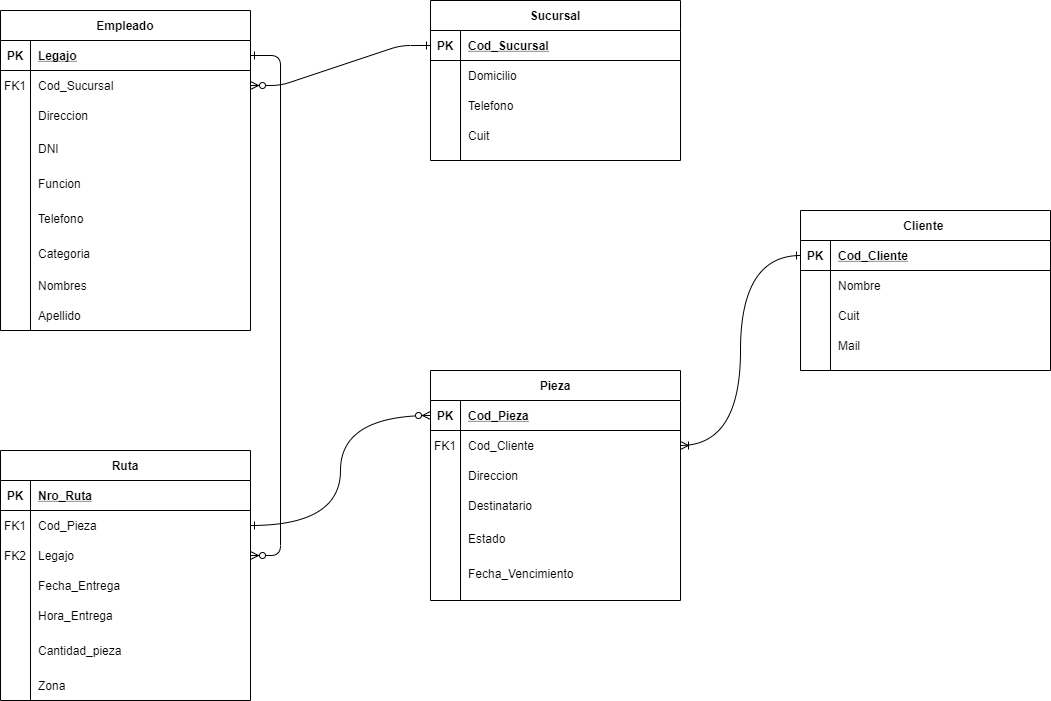 Empleado
PK Legajo
FK1 Cod_Sucursal
Direccion
DNI
Funcion
Telefono
Categoria
Nombres
Apellido
Sucursal
PK Cod_Sucursal
Domicilio
Telefono
Cuit
Cliente
PK Cod_Cliente
Nombre
Cuit
Mail
Pieza
PK Cod_Pieza
FK1 Cod_Cliente
Direccion
Destinatario
Estado
Fecha_Vencimiento
Ruta
PK Nro_Ruta
FK1 Cod_Pieza
FK2 Legajo
Fecha_Entrega
Hora_Entrega
Cantidad_pieza
Zona